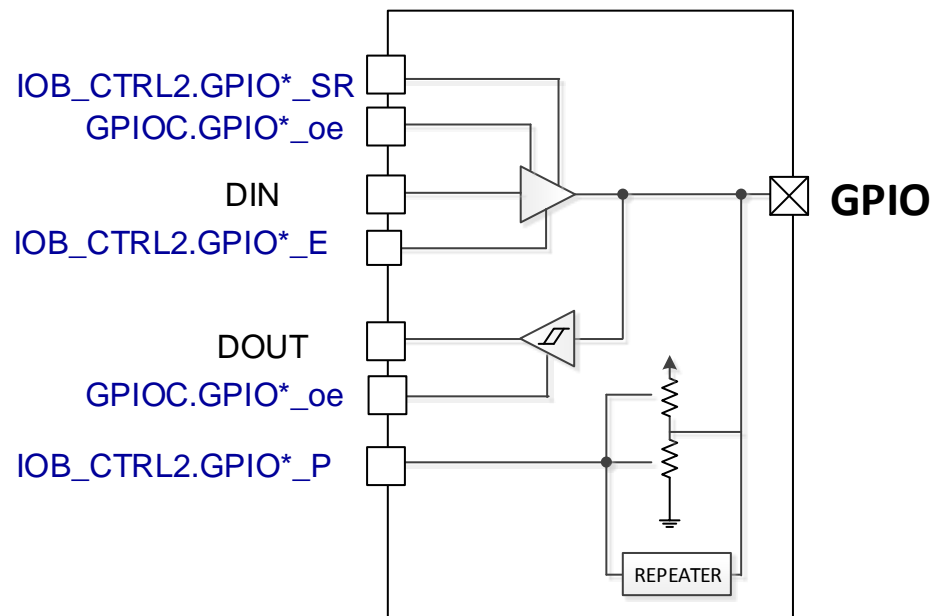 IOB_CTRL2.GPIO*_SR
GPIOC.GPIO*_oe
DIN
GPIO
IOB_CTRL2.GPIO*_E
DOUT
GPIOC.GPIO*_oe
IOB_CTRL2.GPIO*_P
REPEATER